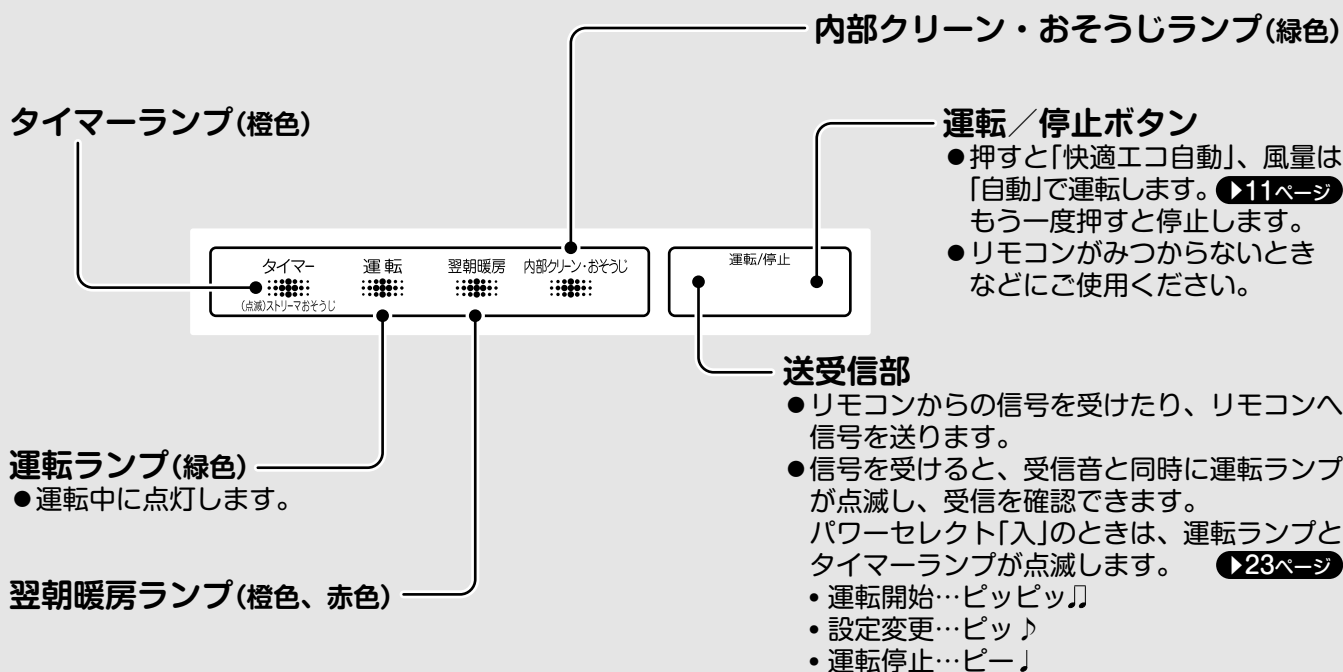 内部クリーン・おそうじランプ(緑色)
タイマーランプ(橙色)
運転／停止ボタン
●押すと｢快適エコ自動｣、風量は
｢自動｣で運転します。▶11ページ
もう一度押すと停止します。
●リモコンがみつからないとき
などにご使用ください。
タイマー 運転 翌朝暖房 内部クリーン・おそうじ
(点滅)ストリーマおそうじ
運転/停止
送受信部
●リモコンからの信号を受けたり、リモコンへ
信号を送ります。
●信号を受けると、受信音と同時に運転ランプ
が点滅し、受信を確認できます。
パワーセレクト｢入｣のときは、運転ランプと
タイマーランプが点滅します。 ▶23ページ
・運転開始…ピッピッ♫
・設定変更…ピッ♪
・運転停止…ピー♩
運転ランプ(緑色)
●運転中に点灯します。
翌朝暖房ランプ(橙色、赤色)